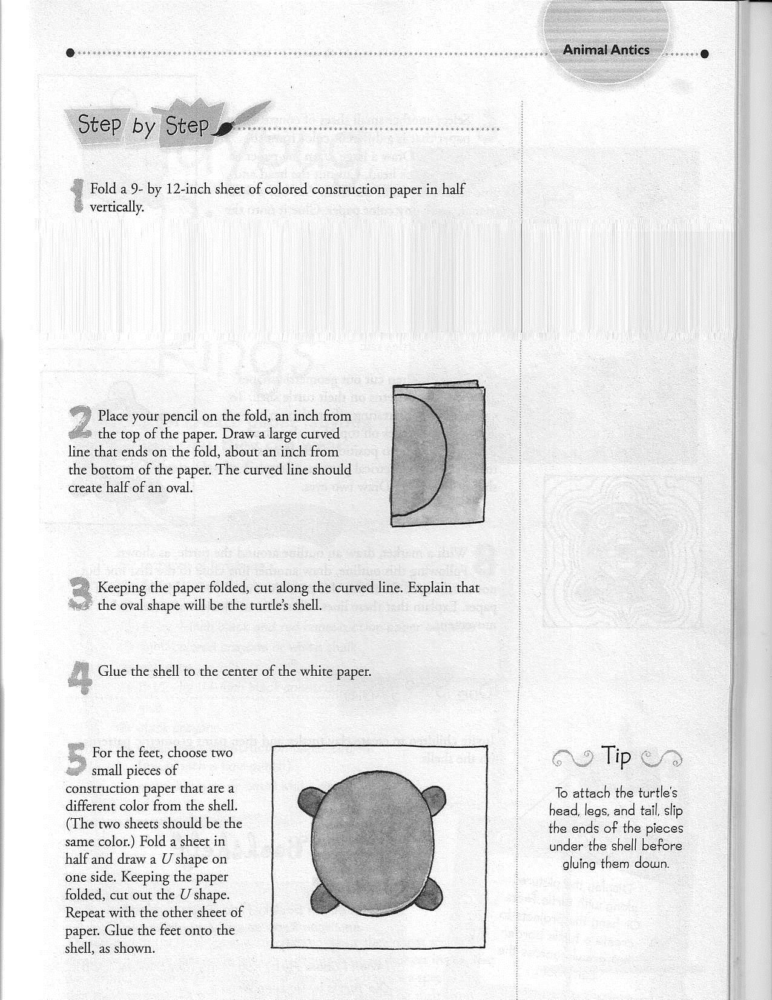 Animal Antics
Step by Step
1 Fold a 9- by 12-inch sheet of colored construction paper in half
vertically.
2 Place your pencil on the fold, an inch from
the top of the paper. Draw a large curved
line that ends on the fold, about an inch from
the bottom of the paper. The curved line should
create half of an oval.
3 Keeping the paper folded, cut along the curved line. Explain that
the oval shape will be the turtle's shell.
4 Glue the shell to the center of the white paper.
5 For the feet, choose two
small pieces of
construction paper that are a
different color from the shell.
(The two sheets should be the
same color.) Fold a sheet in
half and draw a U shape on
one side. Keeping the paper
folded, cut out the U shape.
Repeat with the other sheet of
paper. Glue the feet onto the
shell, as shown.
Tip
To attach the turtle's
head, legs, and tail, slip
the ends of the pieces
under the shell before
gluing them down.